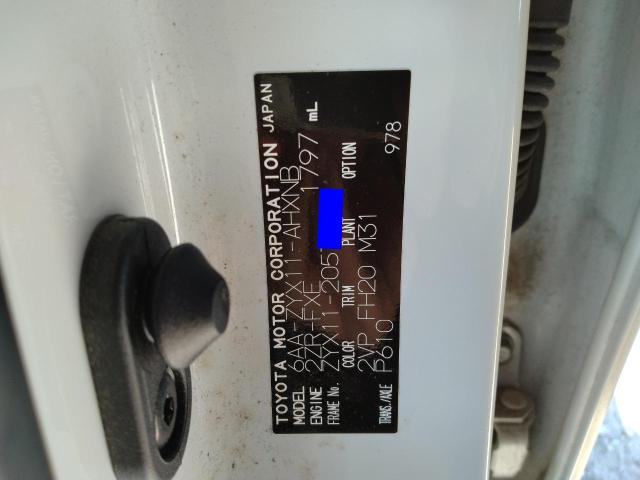 TOYOTA MOTOR CORPORATION JAPAN
MODEL 6AA-ZYX11-AHXNB
ENGINE 2ZR-FXE 1797 mL
FRAME No. ZYX11-205
COLOR TRIM PLANT OPTION
2VP FH20 M31
TRANS./AXLE P610 978